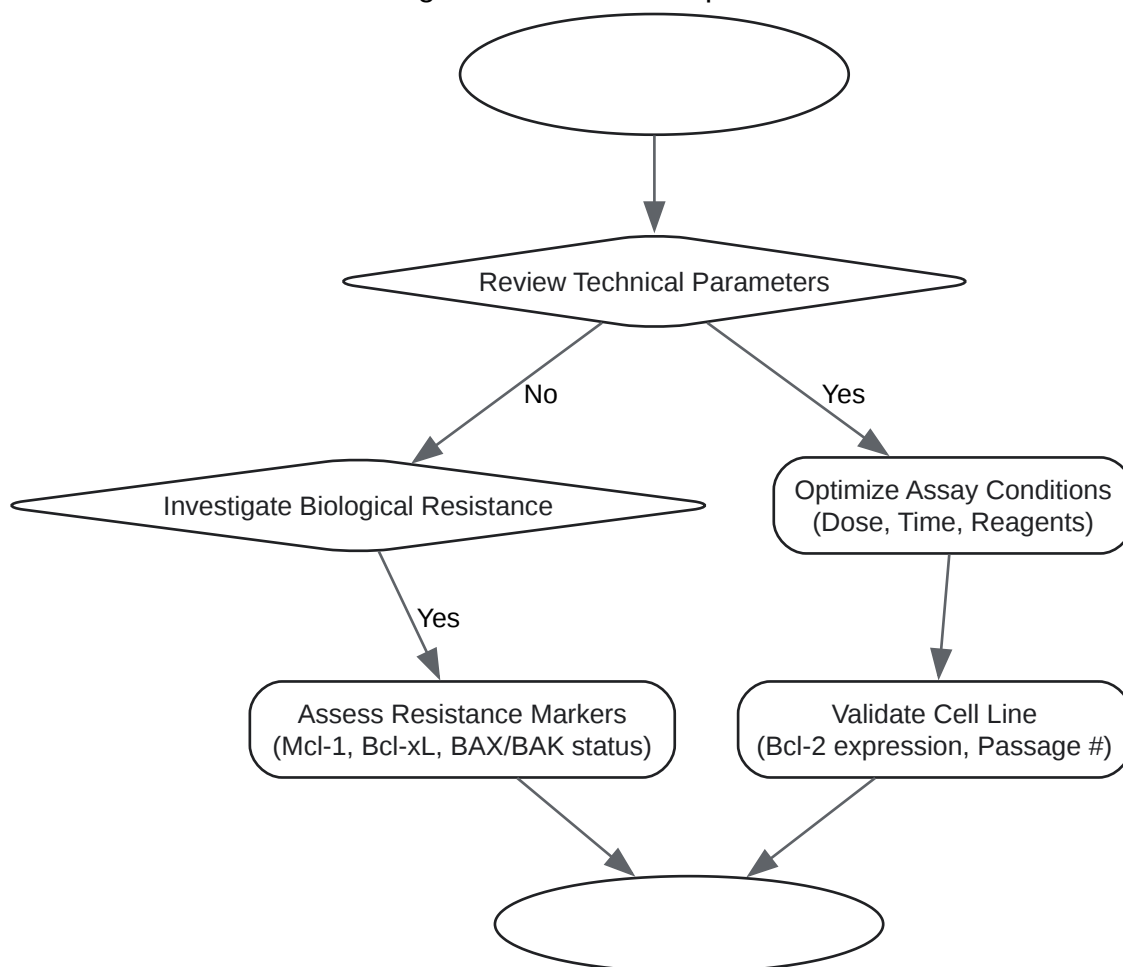 Review Technical Parameters
No
Yes
Investigate Biological Resistance
Optimize Assay Conditions
(Dose, Time, Reagents)
Yes
Assess Resistance Markers
(Mcl-1, Bcl-xL, BAX/BAK status)
Validate Cell Line
(Bcl-2 expression, Passage #)